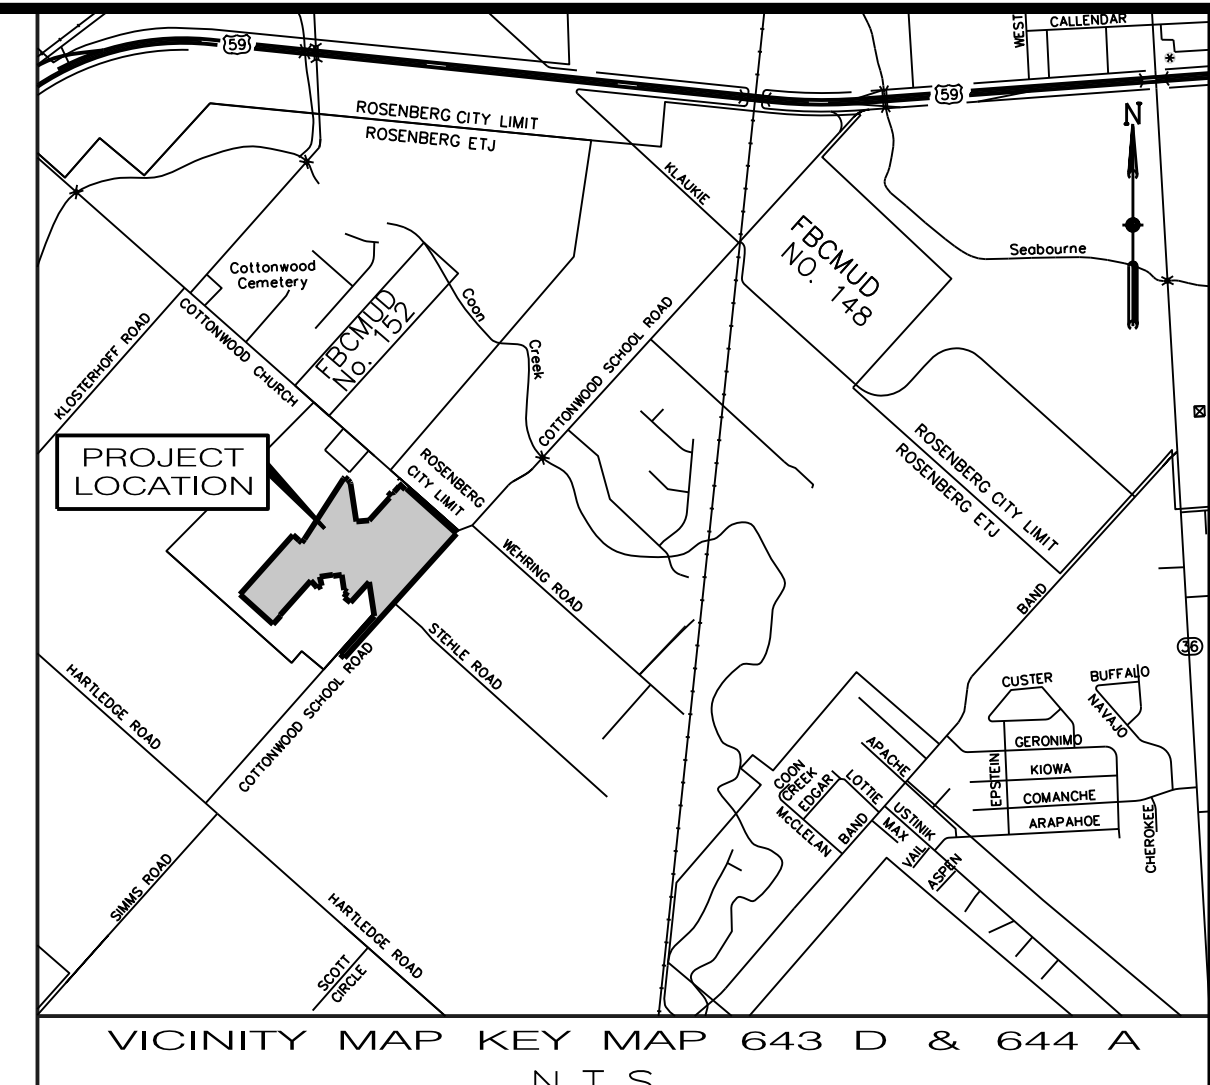 59
WEST
CALLENDAR
59
ROSENBERG CITY LIMIT
ROSENBERG ETJ
N
KLAUKIE
FBCMUD
NO. 148
Seabourne
Cottonwood
Cemetery
FBCMUD
No. 152
Coon
Creek
KLOSTERHOFF ROAD
COTTONWOOD CHURCH
COTTONWOOD SCHOOL ROAD
PROJECT
LOCATION
ROSENBERG
CITY LIMIT
ROSENBERG CITY LIMIT
ROSENBERG ETJ
WEHRING ROAD
STEHLE ROAD
BAND
36
HARTLEDGE ROAD
COTTONWOOD SCHOOL ROAD
CUSTER
BUFFALO
NAVAJO
GERONIMO
EPSTEIN
KIOWA
COMANCHE
ARAPAHOE
CHEROKEE
APACHE
COON
CREEK
EDGAR
LOTTIE
McCLELAN
BAND
USTINIK
MAX
VAIL
ASPEN
SIMMS ROAD
HARTLEDGE ROAD
SCOTT
CIRCLE
VICINITY MAP KEY MAP 643 D & 644 A
N.T.S.